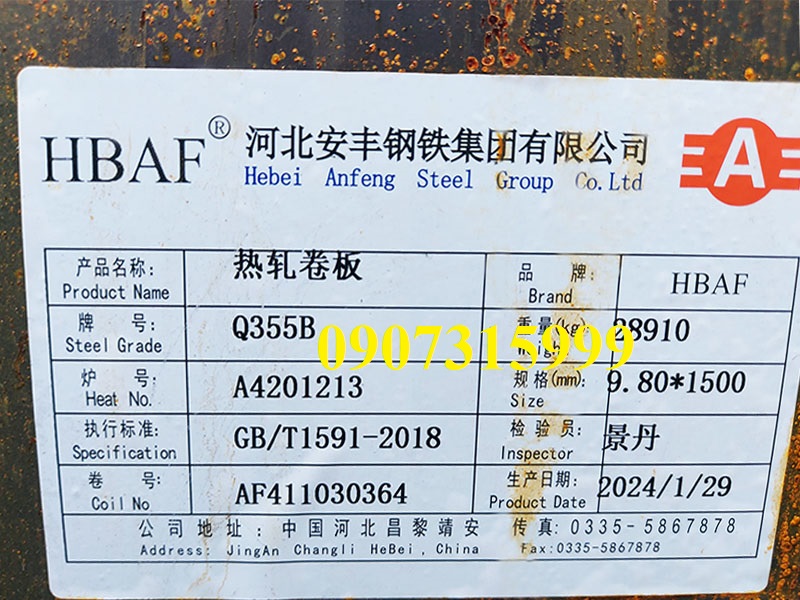 HBAF® 河北安丰钢铁集团有限公司
Hebei Anfeng Steel Group Co.Ltd
A
产品名称: 热轧卷板 品 牌: HBAF
Product Name Brand
牌 号: Q355B 重量(kg): 28910
Steel Grade Weigh
0907315999
炉 号: A4201213 规格(mm): 9.80*1500
Heat No. Size
执行标准: GB/T1591-2018 检 验 员: 景丹
Specification Inspector
卷 号: AF411030364 生产日期: 2024/1/29
Coil No Product Date
公司地址:中国河北昌黎靖安 传真:0335-5867878
Address: JingAn Changli HeBei, China Fax:0335-5867878